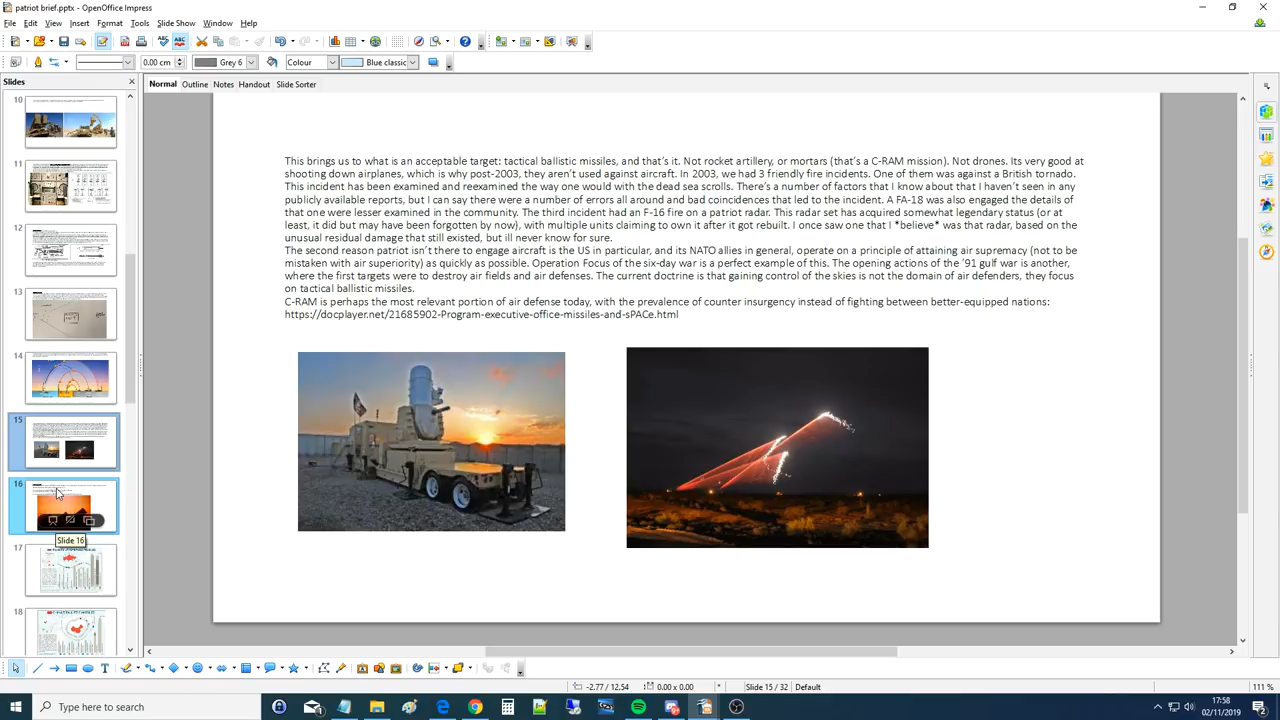 patriot brief.pptx - OpenOffice Impress
File Edit View Insert Format Tools Slide Show Window Help
0.00 cm Grey 6 Colour Blue classic
Slides
Normal Outline Notes Handout Slide Sorter
10
11
12
13
14
15
16
Slide 16
17
18
This brings us to what is an acceptable target: tactical ballistic missiles, and that's it. Not rocket artillery, or mortars (that's a C-RAM mission). Not drones. Its very good at
shooting down airplanes, which is why post-2003, they aren't used against aircraft. In 2003, we had 3 friendly fire incidents. One of them was against a British tornado.
This incident has been examined and reexamined the way one would with the dead sea scrolls. There's a number of factors that I know about that I haven't seen in any
publicly available reports, but I can say there were a number of errors all around and bad coincidences that led to the incident. A FA-18 was also engaged the details of
that one were lesser examined in the community. The third incident had an F-16 fire on a patriot radar. This radar set has acquired somewhat legendary status (or at
least, it did but may have been forgotten by now), with multiple units claiming to own it after it got rebuilt. I once saw one that I *believe* was that radar, based on the
unusual residual damage that still existed, but ill never know for sure.
The second reason patriot isn't there to engage aircraft is the US in particular, and its NATO allies in general, operate on a principle of attaining air supremacy (not to be
mistaken with air superiority) as quickly as possible. Operation Focus of the six-day war is a perfect example of this. The opening actions of the '91 gulf war is another,
where the first targets were to destroy air fields and air defenses. The current doctrine is that gaining control of the skies is not the domain of air defenders, they focus
on tactical ballistic missiles.
C-RAM is perhaps the most relevant portion of air defense today, with the prevalence of counter insurgency instead of fighting between better-equipped nations:
https://docplayer.net/21685902-Program-executive-office-missiles-and-sPACe.html
-2.77 / 12.54 0.00 x 0.00 * Slide 15 / 32 Default 111 %
Type here to search
17:58
02/11/2019
2